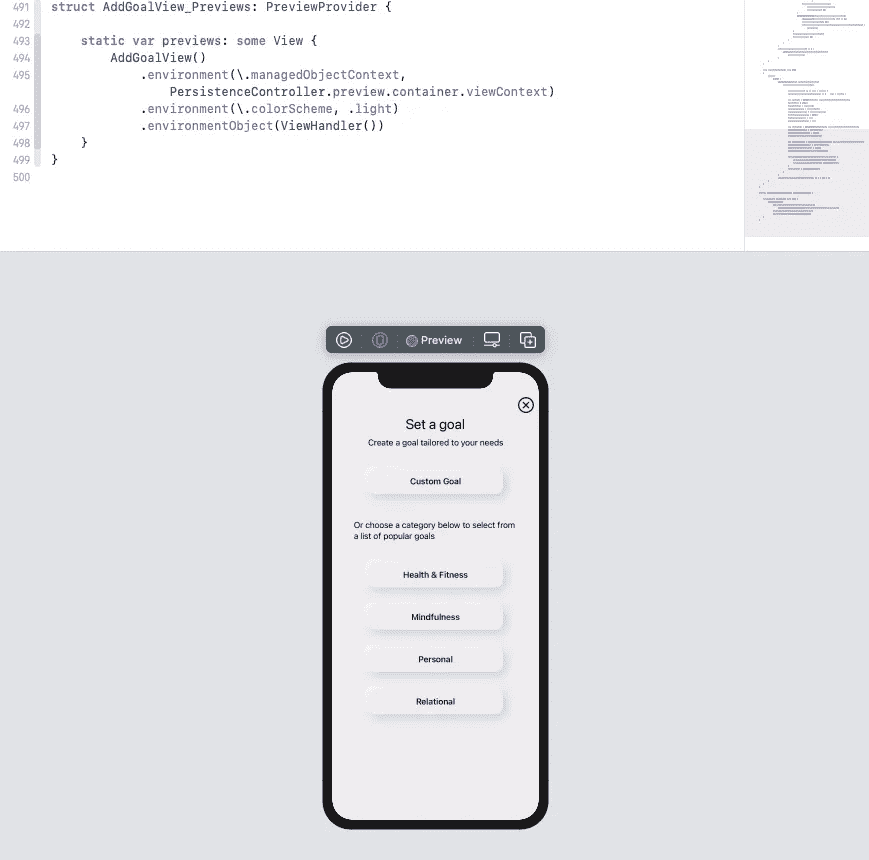 491 struct AddGoalView_Previews: PreviewProvider {
492
493 static var previews: some View {
494 AddGoalView()
495 .environment(\.managedObjectContext,
PersistenceController.preview.container.viewContext)
496 .environment(\.colorScheme, .light)
497 .environmentObject(ViewHandler())
498 }
499 }
500
Preview
Set a goal
Create a goal tailored to your needs
Custom Goal
Or choose a category below to select from
a list of popular goals
Health & Fitness
Mindfulness
Personal
Relational